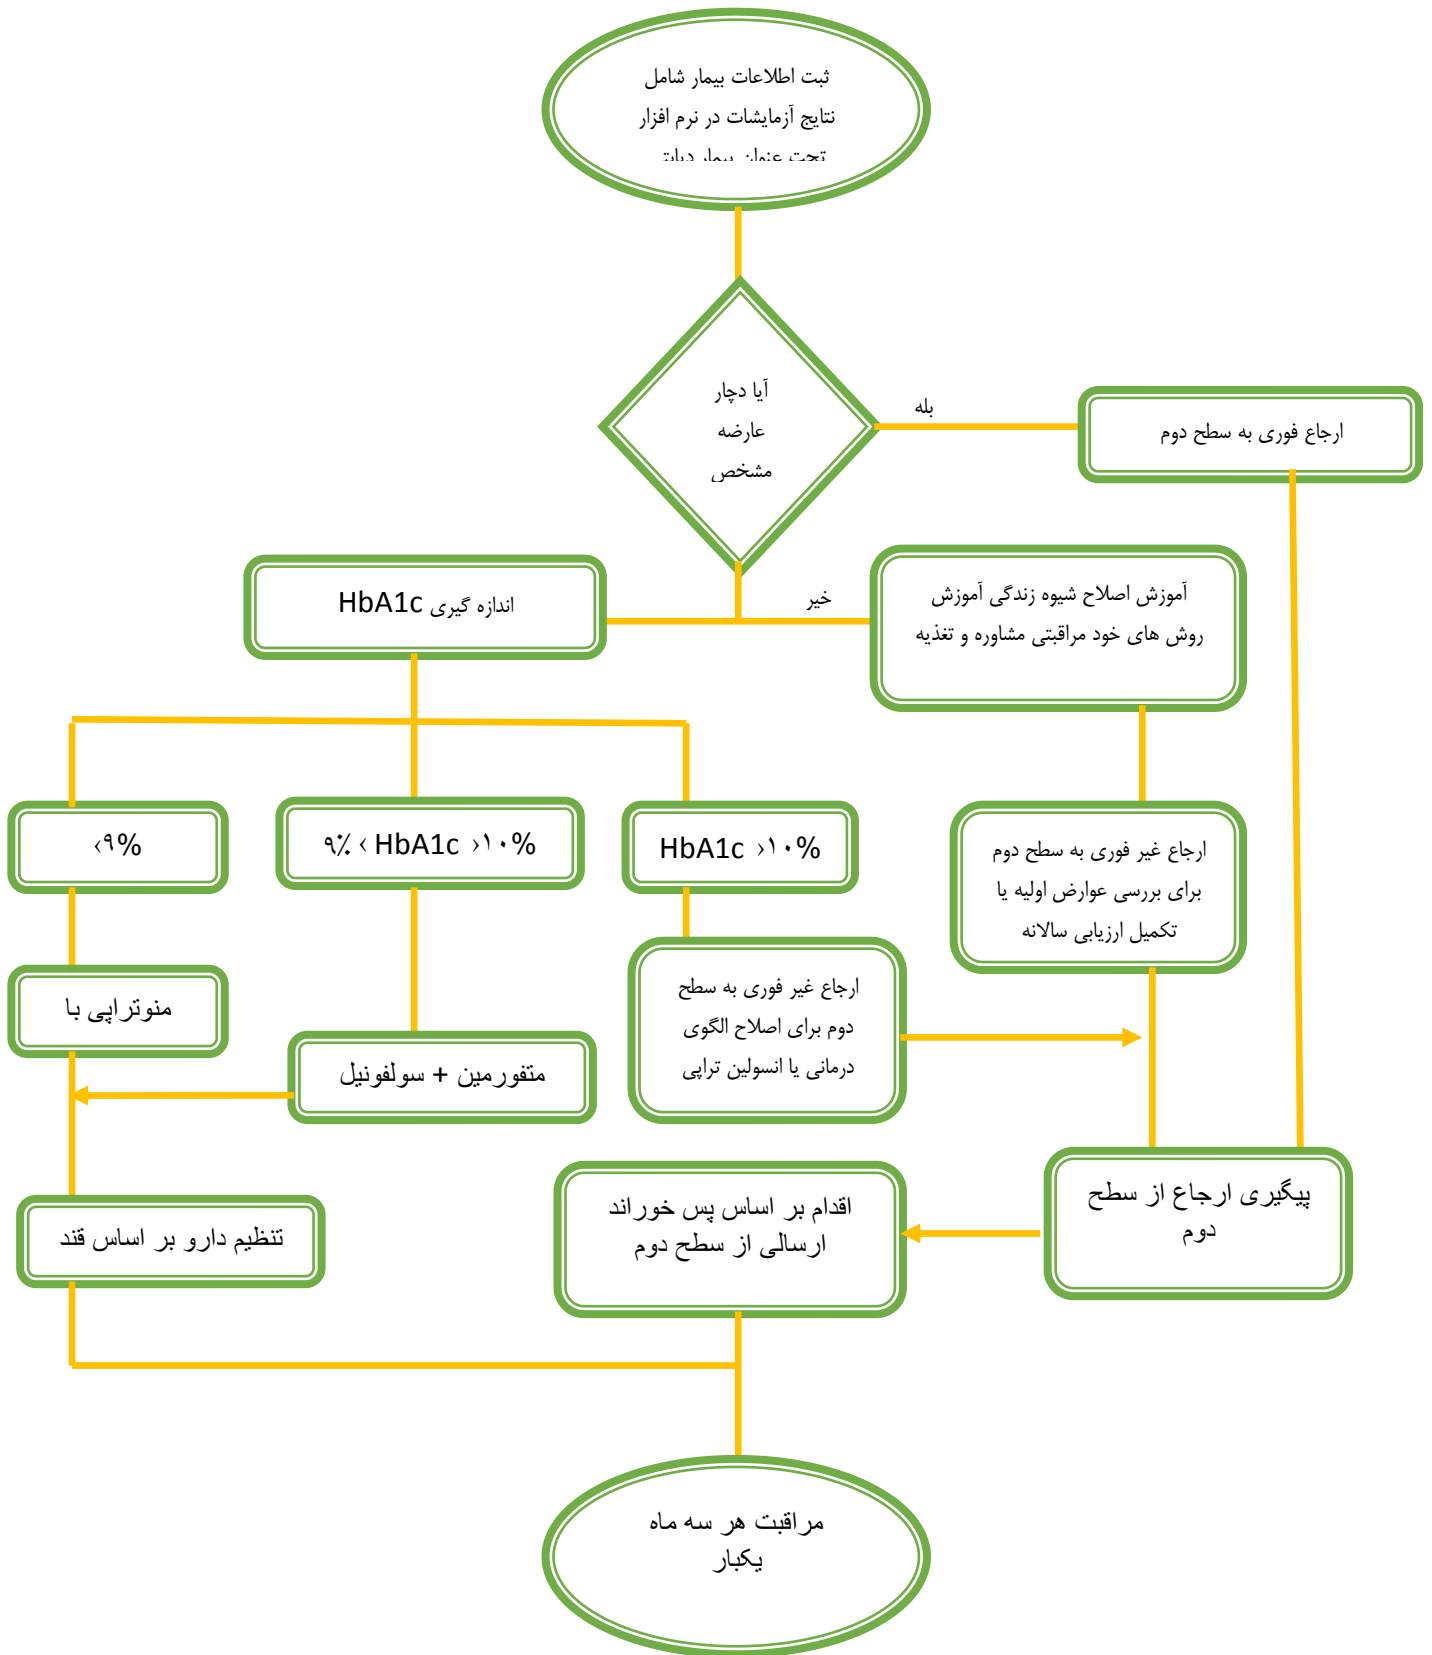 ثبت اطلاعات بیمار شامل
نتایج آزمایشات در نرم افزار
تحت عنوان بیمار
آیا دچار
عارضه
مشخص
بله
ارجاع فوری به سطح دوم
خیر
آموزش اصلاح شیوه زندگی آموزش
روش های خود مراقبتی مشاوره و تغذیه
اندازه گیری HbA1c
HbA1c ›۱۰%
۹٪ ‹ HbA1c ›۱۰%
‹۹%
ارجاع غیر فوری به سطح دوم
برای بررسی عوارض اولیه یا
تکمیل ارزیابی سالانه
ارجاع غیر فوری به سطح
دوم برای اصلاح الگوی
درمانی یا انسولین تراپی
منوتراپی با
متفورمین + سولفونیل
پیگیری ارجاع از سطح
دوم
اقدام بر اساس پس خوراند
ارسالی از سطح دوم
تنظیم دارو بر اساس قند
مراقبت هر سه ماه
یکبار